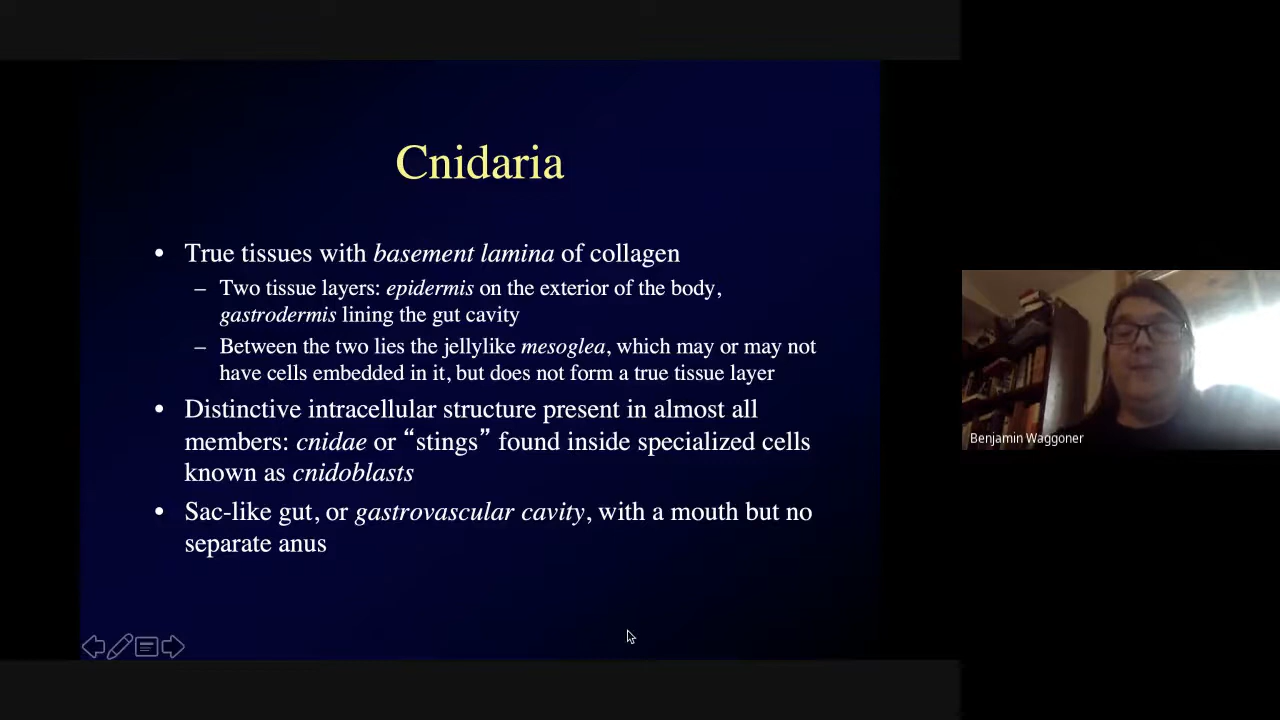 Cnidaria
• True tissues with basement lamina of collagen
– Two tissue layers: epidermis on the exterior of the body,
gastrodermis lining the gut cavity
– Between the two lies the jellylike mesoglea, which may or may not
have cells embedded in it, but does not form a true tissue layer
• Distinctive intracellular structure present in almost all
members: cnidae or “stings” found inside specialized cells
known as cnidoblasts
• Sac-like gut, or gastrovascular cavity, with a mouth but no
separate anus
Benjamin Waggoner